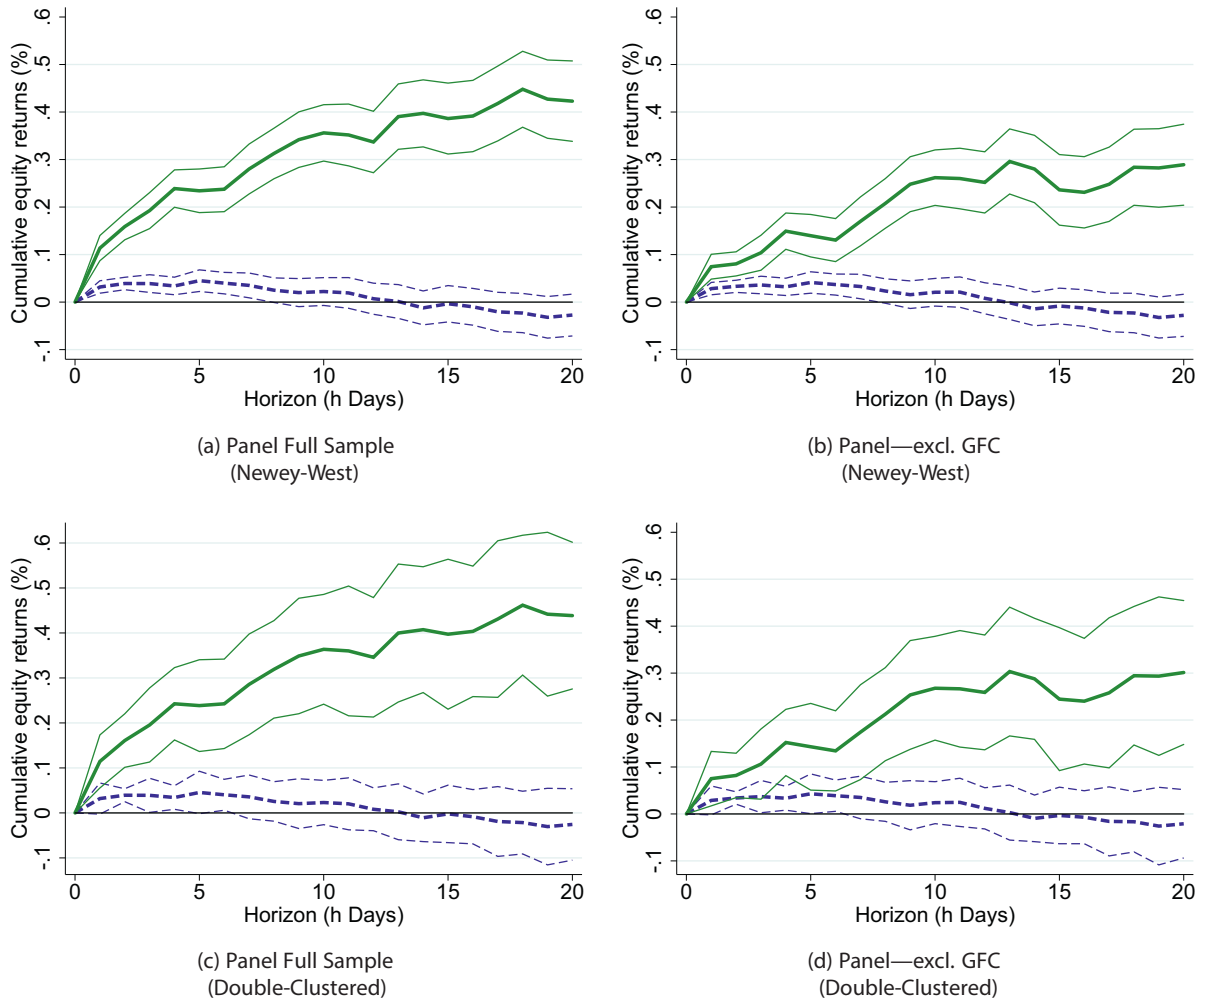 Cumulative equity returns (%)
.6
.5
.4
.3
.2
.1
0
-.1
0 5 10 15 20
Horizon (h Days)
(a) Panel Full Sample
(Newey-West)
Cumulative equity returns (%)
.6
.5
.4
.3
.2
.1
0
-.1
0 5 10 15 20
Horizon (h Days)
(b) Panel—excl. GFC
(Newey-West)
Cumulative equity returns (%)
.6
.5
.4
.3
.2
.1
0
-.1
0 5 10 15 20
Horizon (h Days)
(c) Panel Full Sample
(Double-Clustered)
Cumulative equity returns (%)
.6
.5
.4
.3
.2
.1
0
-.1
0 5 10 15 20
Horizon (h Days)
(d) Panel—excl. GFC
(Double-Clustered)